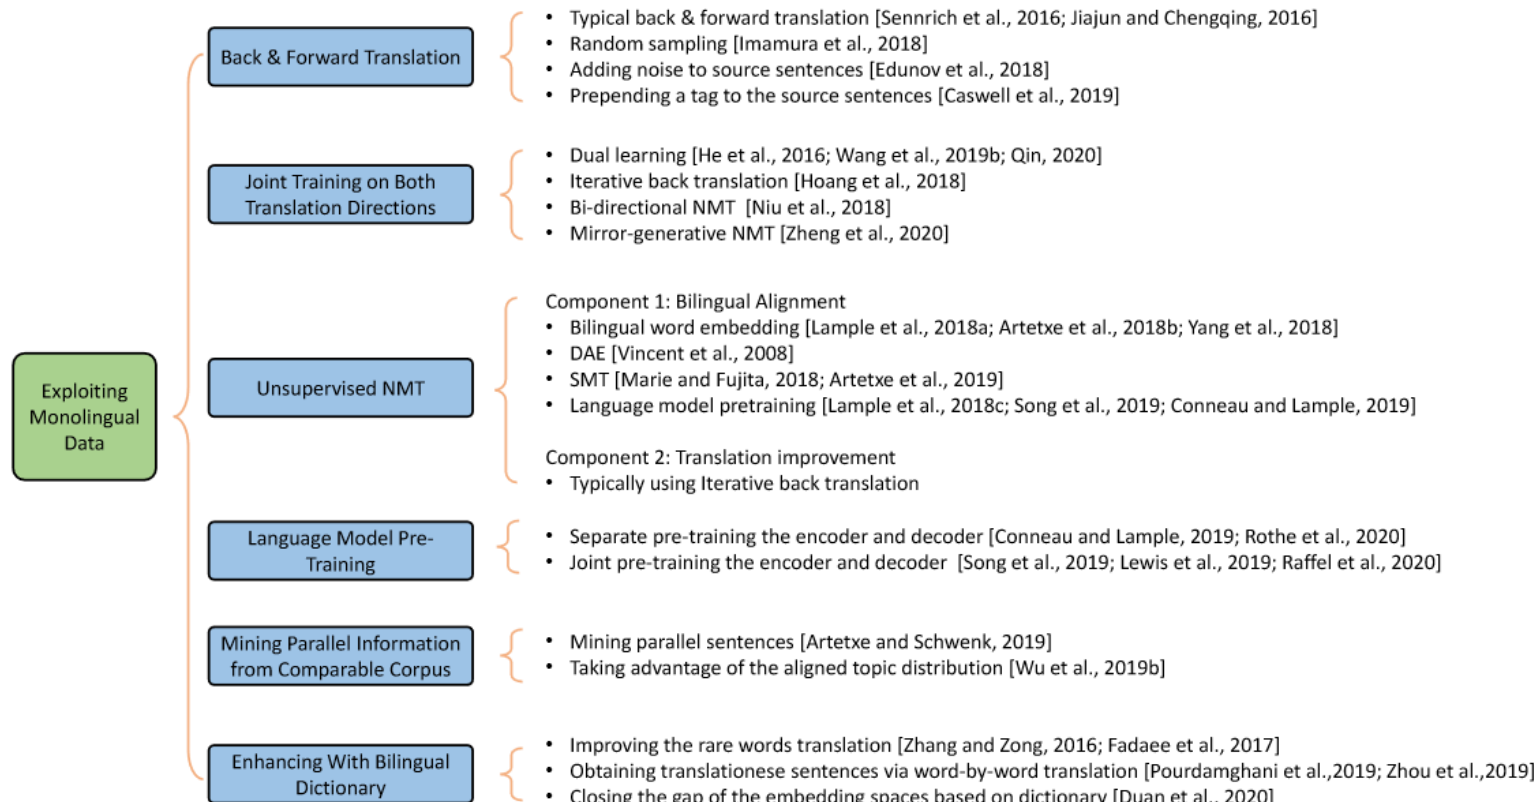 Exploiting
Monolingual
Data
Back & Forward Translation
• Typical back & forward translation [Sennrich et al., 2016; Jiajun and Chengqing, 2016]
• Random sampling [Imamura et al., 2018]
• Adding noise to source sentences [Edunov et al., 2018]
• Prepending a tag to the source sentences [Caswell et al., 2019]
Joint Training on Both
Translation Directions
• Dual learning [He et al., 2016; Wang et al., 2019b; Qin, 2020]
• Iterative back translation [Hoang et al., 2018]
• Bi-directional NMT [Niu et al., 2018]
• Mirror-generative NMT [Zheng et al., 2020]
Unsupervised NMT
Component 1: Bilingual Alignment
• Bilingual word embedding [Lample et al., 2018a; Artetxe et al., 2018b; Yang et al., 2018]
• DAE [Vincent et al., 2008]
• SMT [Marie and Fujita, 2018; Artetxe et al., 2019]
• Language model pretraining [Lample et al., 2018c; Song et al., 2019; Conneau and Lample, 2019]
Component 2: Translation improvement
• Typically using Iterative back translation
Language Model Pre-
Training
• Separate pre-training the encoder and decoder [Conneau and Lample, 2019; Rothe et al., 2020]
• Joint pre-training the encoder and decoder [Song et al., 2019; Lewis et al., 2019; Raffel et al., 2020]
Mining Parallel Information
from Comparable Corpus
• Mining parallel sentences [Artetxe and Schwenk, 2019]
• Taking advantage of the aligned topic distribution [Wu et al., 2019b]
Enhancing With Bilingual
Dictionary
• Improving the rare words translation [Zhang and Zong, 2016; Fadaee et al., 2017]
• Obtaining translationese sentences via word-by-word translation [Pourdamghani et al.,2019; Zhou et al.,2019]
• Closing the gap of the embedding spaces based on dictionary [Duan et al., 2020]